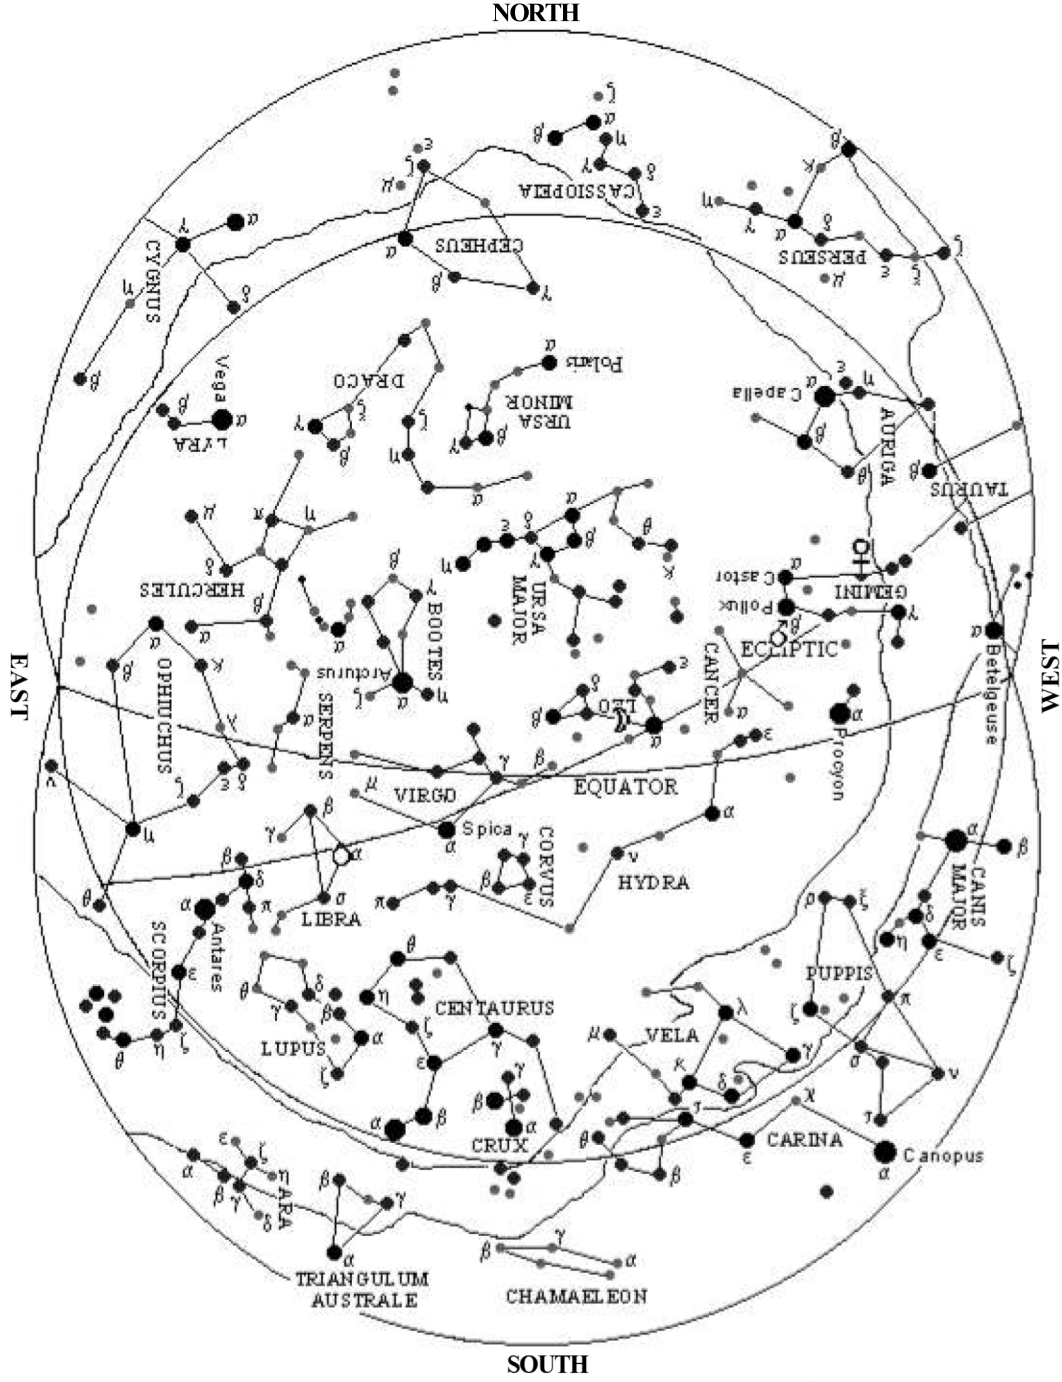 NORTH
ζ
α
β
η
γ
δ
CASSIOPEIA
ε
β
κ
η
γ
α
δ
PERSEUS
ε
ξ
ζ
μ
ε
ζ
μ
CEPHEUS
α
β
γ
α
γ
CYGNUS
η
δ
β
Vega
β
α
LYRA
DRACO
ξ
γ
β
ζ
η
α
α
Polaris
URSA
MINOR
γ
β
ε
η
α
Capella
β
θ
AURIGA
β
TAURUS
μ
π
η
δ
HERCULES
β
α
β
γ
BOOTES
Arcturus
ζ
α
η
α
δ
ε
β
γ
η
URSA
MAJOR
θ
κ
α
Castor
Pollux
β
♀
GEMINI
γ
♂
ECLIPTIC
α
Betelgeuse
EAST
WEST
α
β
κ
OPHIUCHUS
λ
ε
δ
ζ
η
ν
θ
SERPENS
α
δ
β
LEO
ε
α
CANCER
α
Procyon
ε
α
EQUATOR
VIRGO
γ
β
μ
Spica
α
β
γ
α
σ
LIBRA
CORVUS
γ
β
ε
π
γ
ν
HYDRA
α
β
CANIS
MAJOR
δ
η
ε
ζ
β
δ
α
π
Antares
SCORPIUS
ε
ζ
η
θ
θ
δ
γ
β
α
LUPUS
ζ
θ
η
CENTAURUS
ζ
γ
ε
α
β
γ
β
α
CRUX
μ
VELA
λ
κ
δ
γ
ρ
ξ
PUPPIS
π
ζ
σ
ν
τ
τ
χ
CARINA
ε
θ
β
Canopus
α
ε
ζ
α
η
β
γ
δ
ARA
β
γ
α
TRIANGULUM
AUSTRALE
β
γ
α
CHAMAELEON
SOUTH